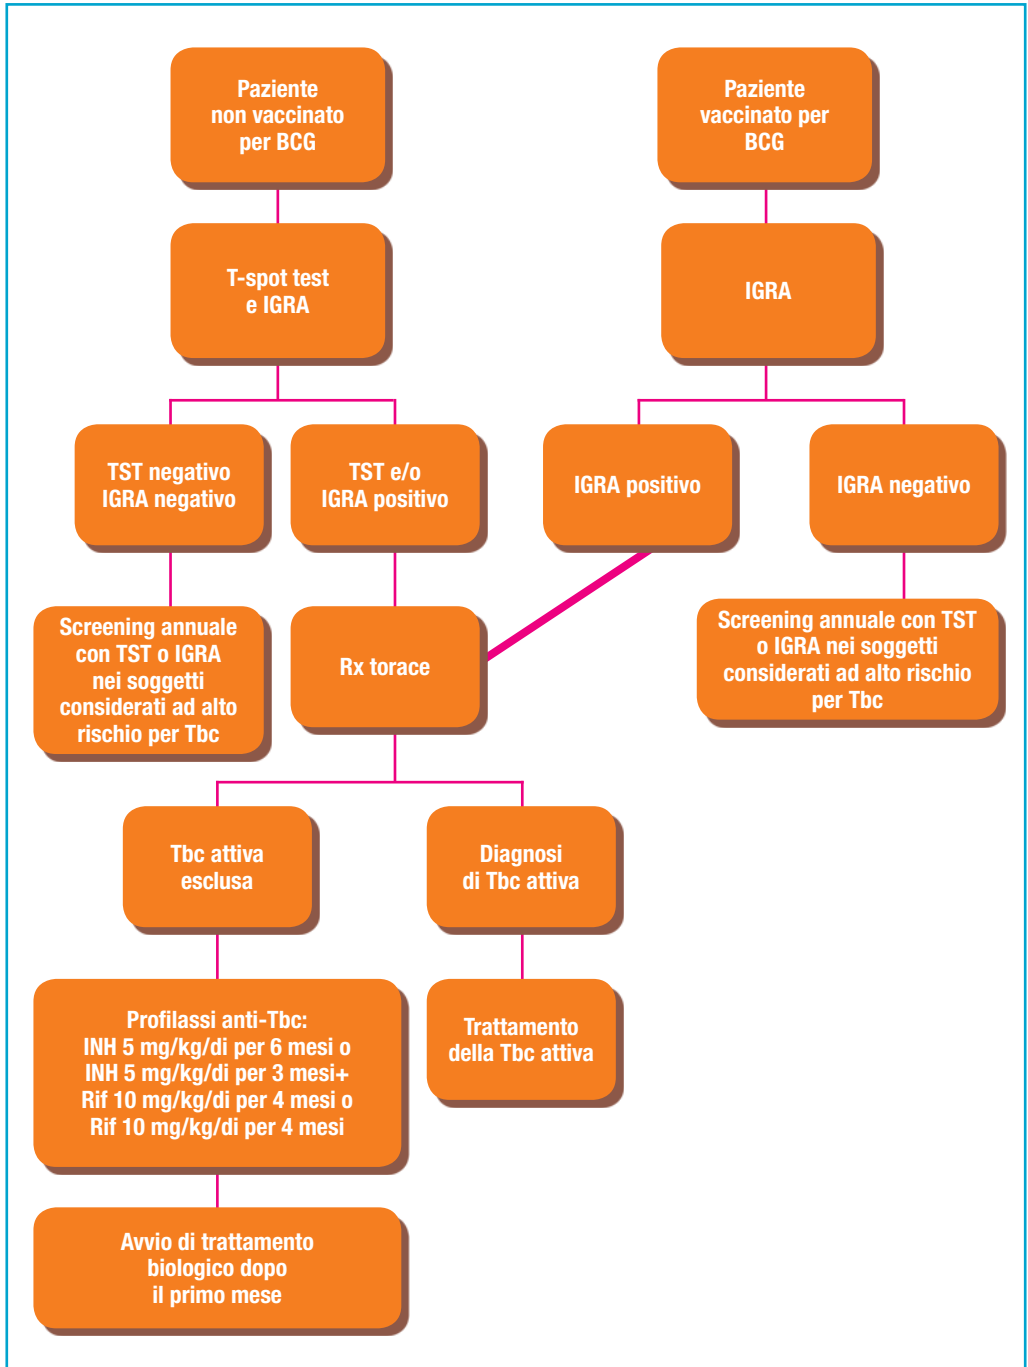 Paziente
non vaccinato
per BCG
Paziente
vaccinato per
BCG
T-spot test
e IGRA
IGRA
TST negativo
IGRA negativo
TST e/o
IGRA positivo
IGRA positivo
IGRA negativo
Screening annuale
con TST o IGRA
nei soggetti
considerati ad alto
rischio per Tbc
Rx torace
Screening annuale con TST
o IGRA nei soggetti
considerati ad alto rischio
per Tbc
Tbc attiva
esclusa
Diagnosi
di Tbc attiva
Profilassi anti-Tbc:
INH 5 mg/kg/di per 6 mesi o
INH 5 mg/kg/di per 3 mesi+
Rif 10 mg/kg/di per 4 mesi o
Rif 10 mg/kg/di per 4 mesi
Trattamento
della Tbc attiva
Avvio di trattamento
biologico dopo
il primo mese